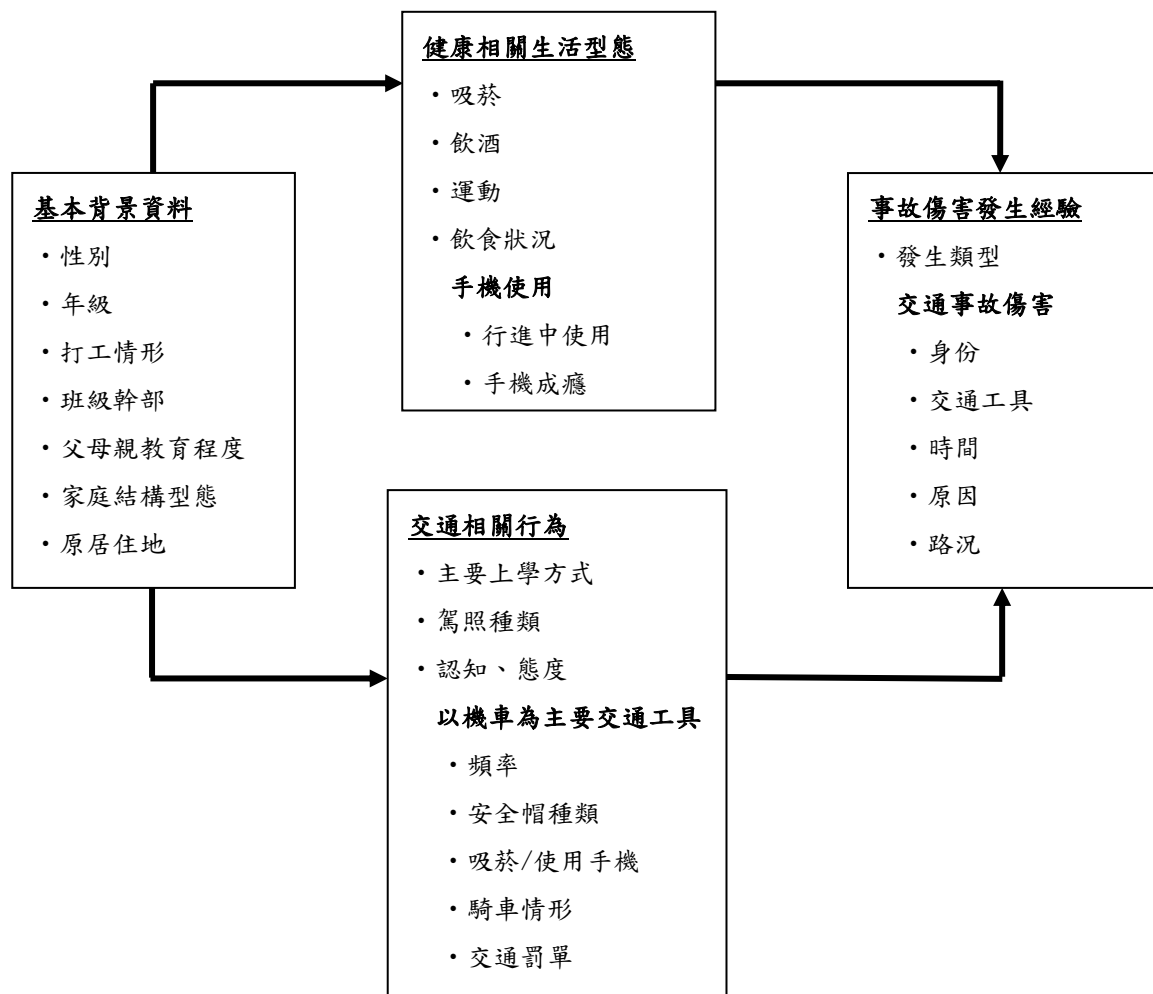 健康相關生活型態
・吸菸
・飲酒
・運動
・飲食狀況
手機使用
・行進中使用
・手機成癮
基本背景資料
・性別
・年級
・打工情形
・班級幹部
・父母親教育程度
・家庭結構型態
・原居住地
事故傷害發生經驗
・發生類型
交通事故傷害
・身份
・交通工具
・時間
・原因
・路況
交通相關行為
・主要上學方式
・駕照種類
・認知、態度
以機車為主要交通工具
・頻率
・安全帽種類
・吸菸/使用手機
・騎車情形
・交通罰單